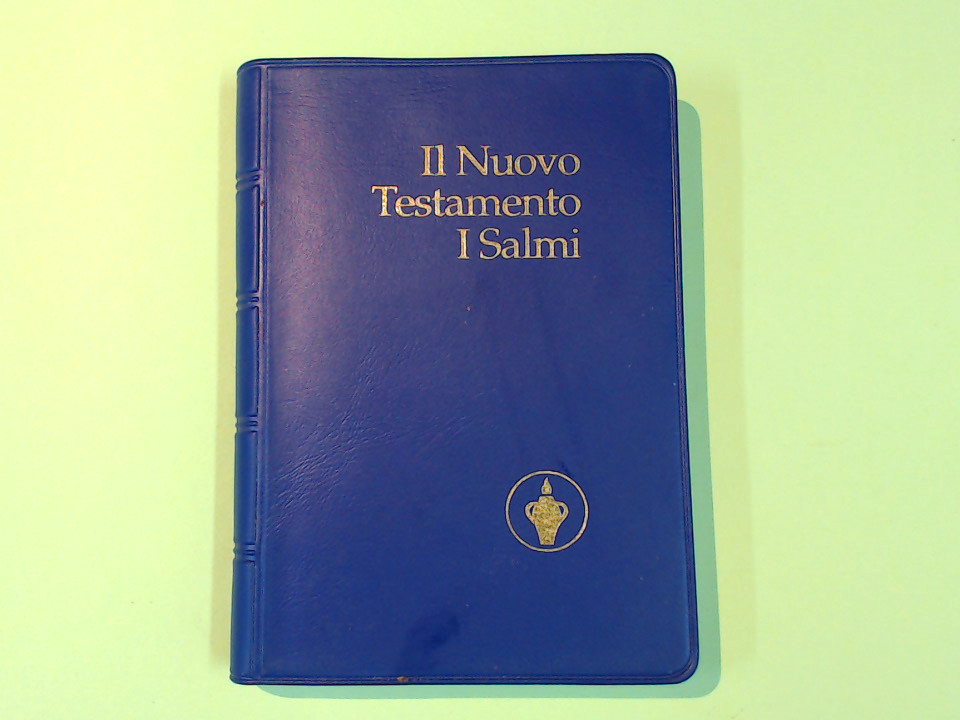 Il Nuovo
Testamento
I Salmi